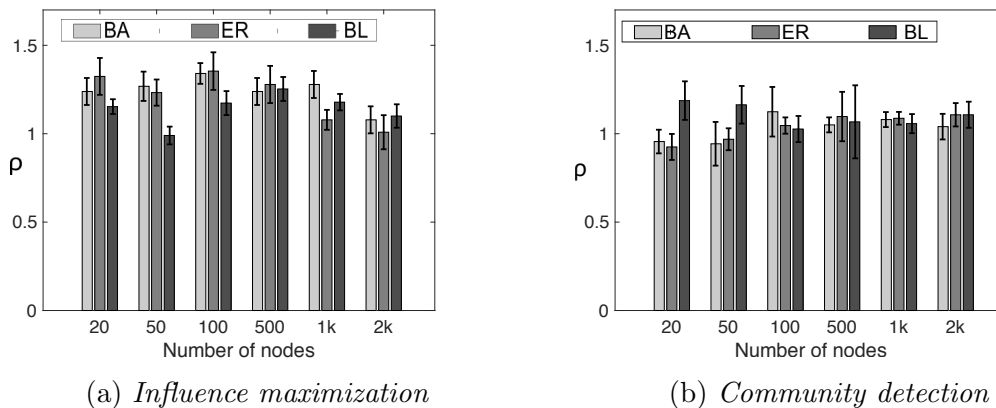 BA ER BL
1.5
1
ρ
0.5
0
20 50 100 500 1k 2k
Number of nodes
(a) Influence maximization
BA ER BL
1.5
1
ρ
0.5
0
20 50 100 500 1k 2k
Number of nodes
(b) Community detection